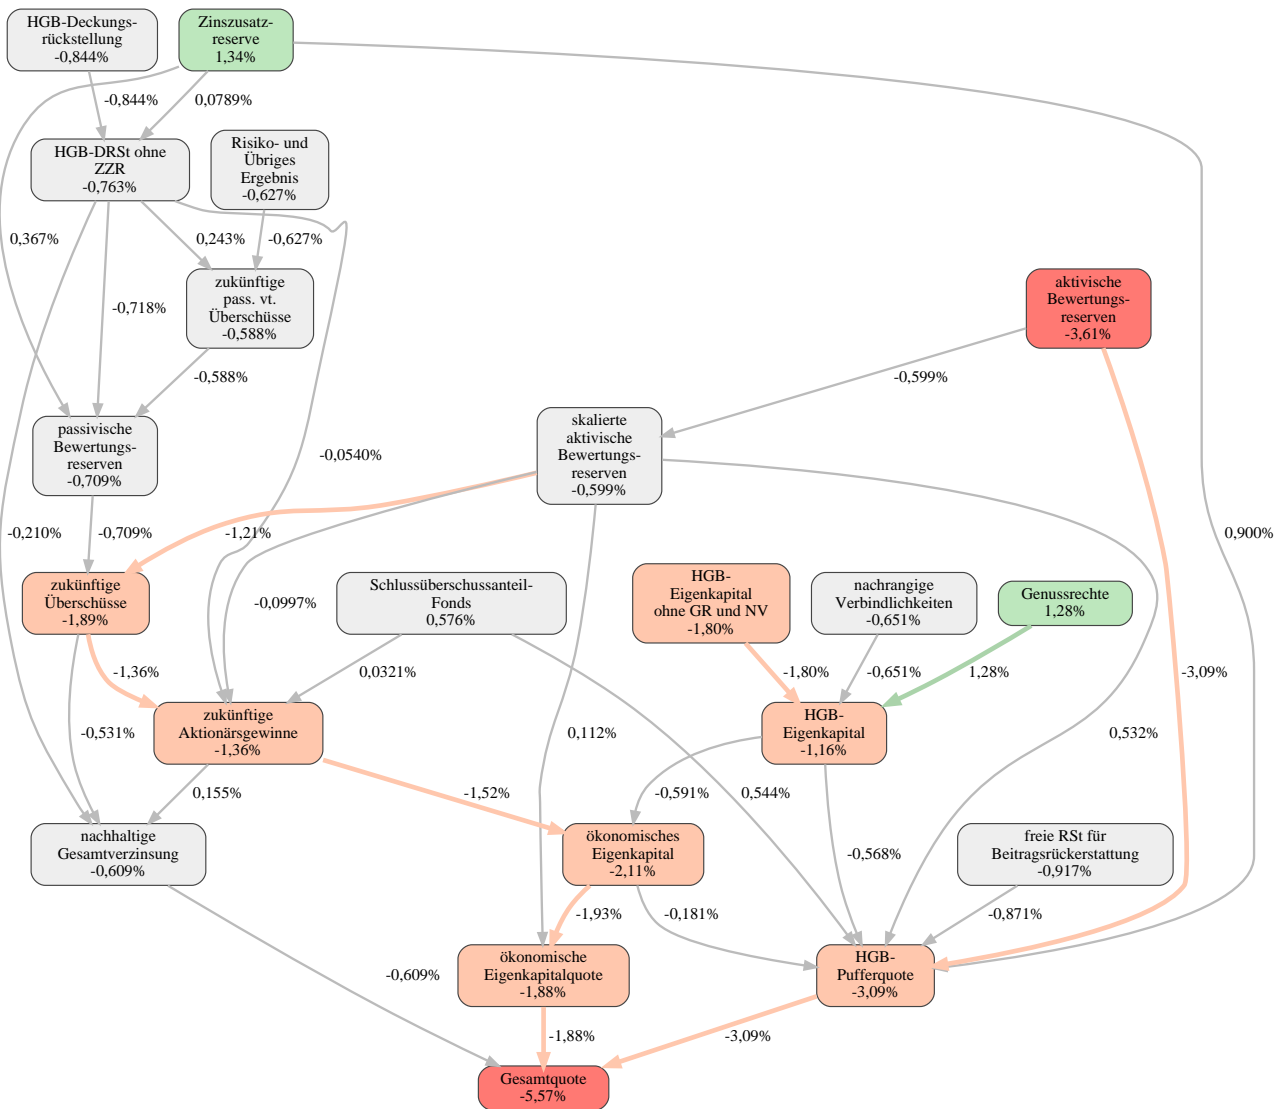 HGB-Deckungs-
rückstellung
-0,844%
Zinszusatz-
reserve
1,34%
-0,844%
0,0789%
HGB-DRSt ohne
ZZR
-0,763%
Risiko- und
Übriges
Ergebnis
-0,627%
0,367%
0,243%
-0,627%
-0,718%
zukünftige
pass. vt.
Überschüsse
-0,588%
aktivische
Bewertungs-
reserven
-3,61%
-0,588%
-0,599%
passivische
Bewertungs-
reserven
-0,709%
skalierte
aktivische
Bewertungs-
reserven
-0,599%
-0,0540%
-0,210%
-0,709%
-1,21%
0,900%
zukünftige
Überschüsse
-1,89%
-0,0997%
Schlussüberschussanteil-
Fonds
0,576%
HGB-
Eigenkapital
ohne GR und NV
-1,80%
nachrangige
Verbindlichkeiten
-0,651%
Genussrechte
1,28%
-1,36%
0,0321%
-1,80%
-0,651%
1,28%
-3,09%
zukünftige
Aktionärsgewinne
-1,36%
-0,531%
0,112%
HGB-
Eigenkapital
-1,16%
0,532%
0,155%
-1,52%
-0,591%
0,544%
nachhaltige
Gesamtverzinsung
-0,609%
ökonomisches
Eigenkapital
-2,11%
-0,568%
freie RSt für
Beitragsrückerstattung
-0,917%
-1,93%
-0,181%
-0,871%
-0,609%
ökonomische
Eigenkapitalquote
-1,88%
HGB-
Pufferquote
-3,09%
-1,88%
-3,09%
Gesamtquote
-5,57%